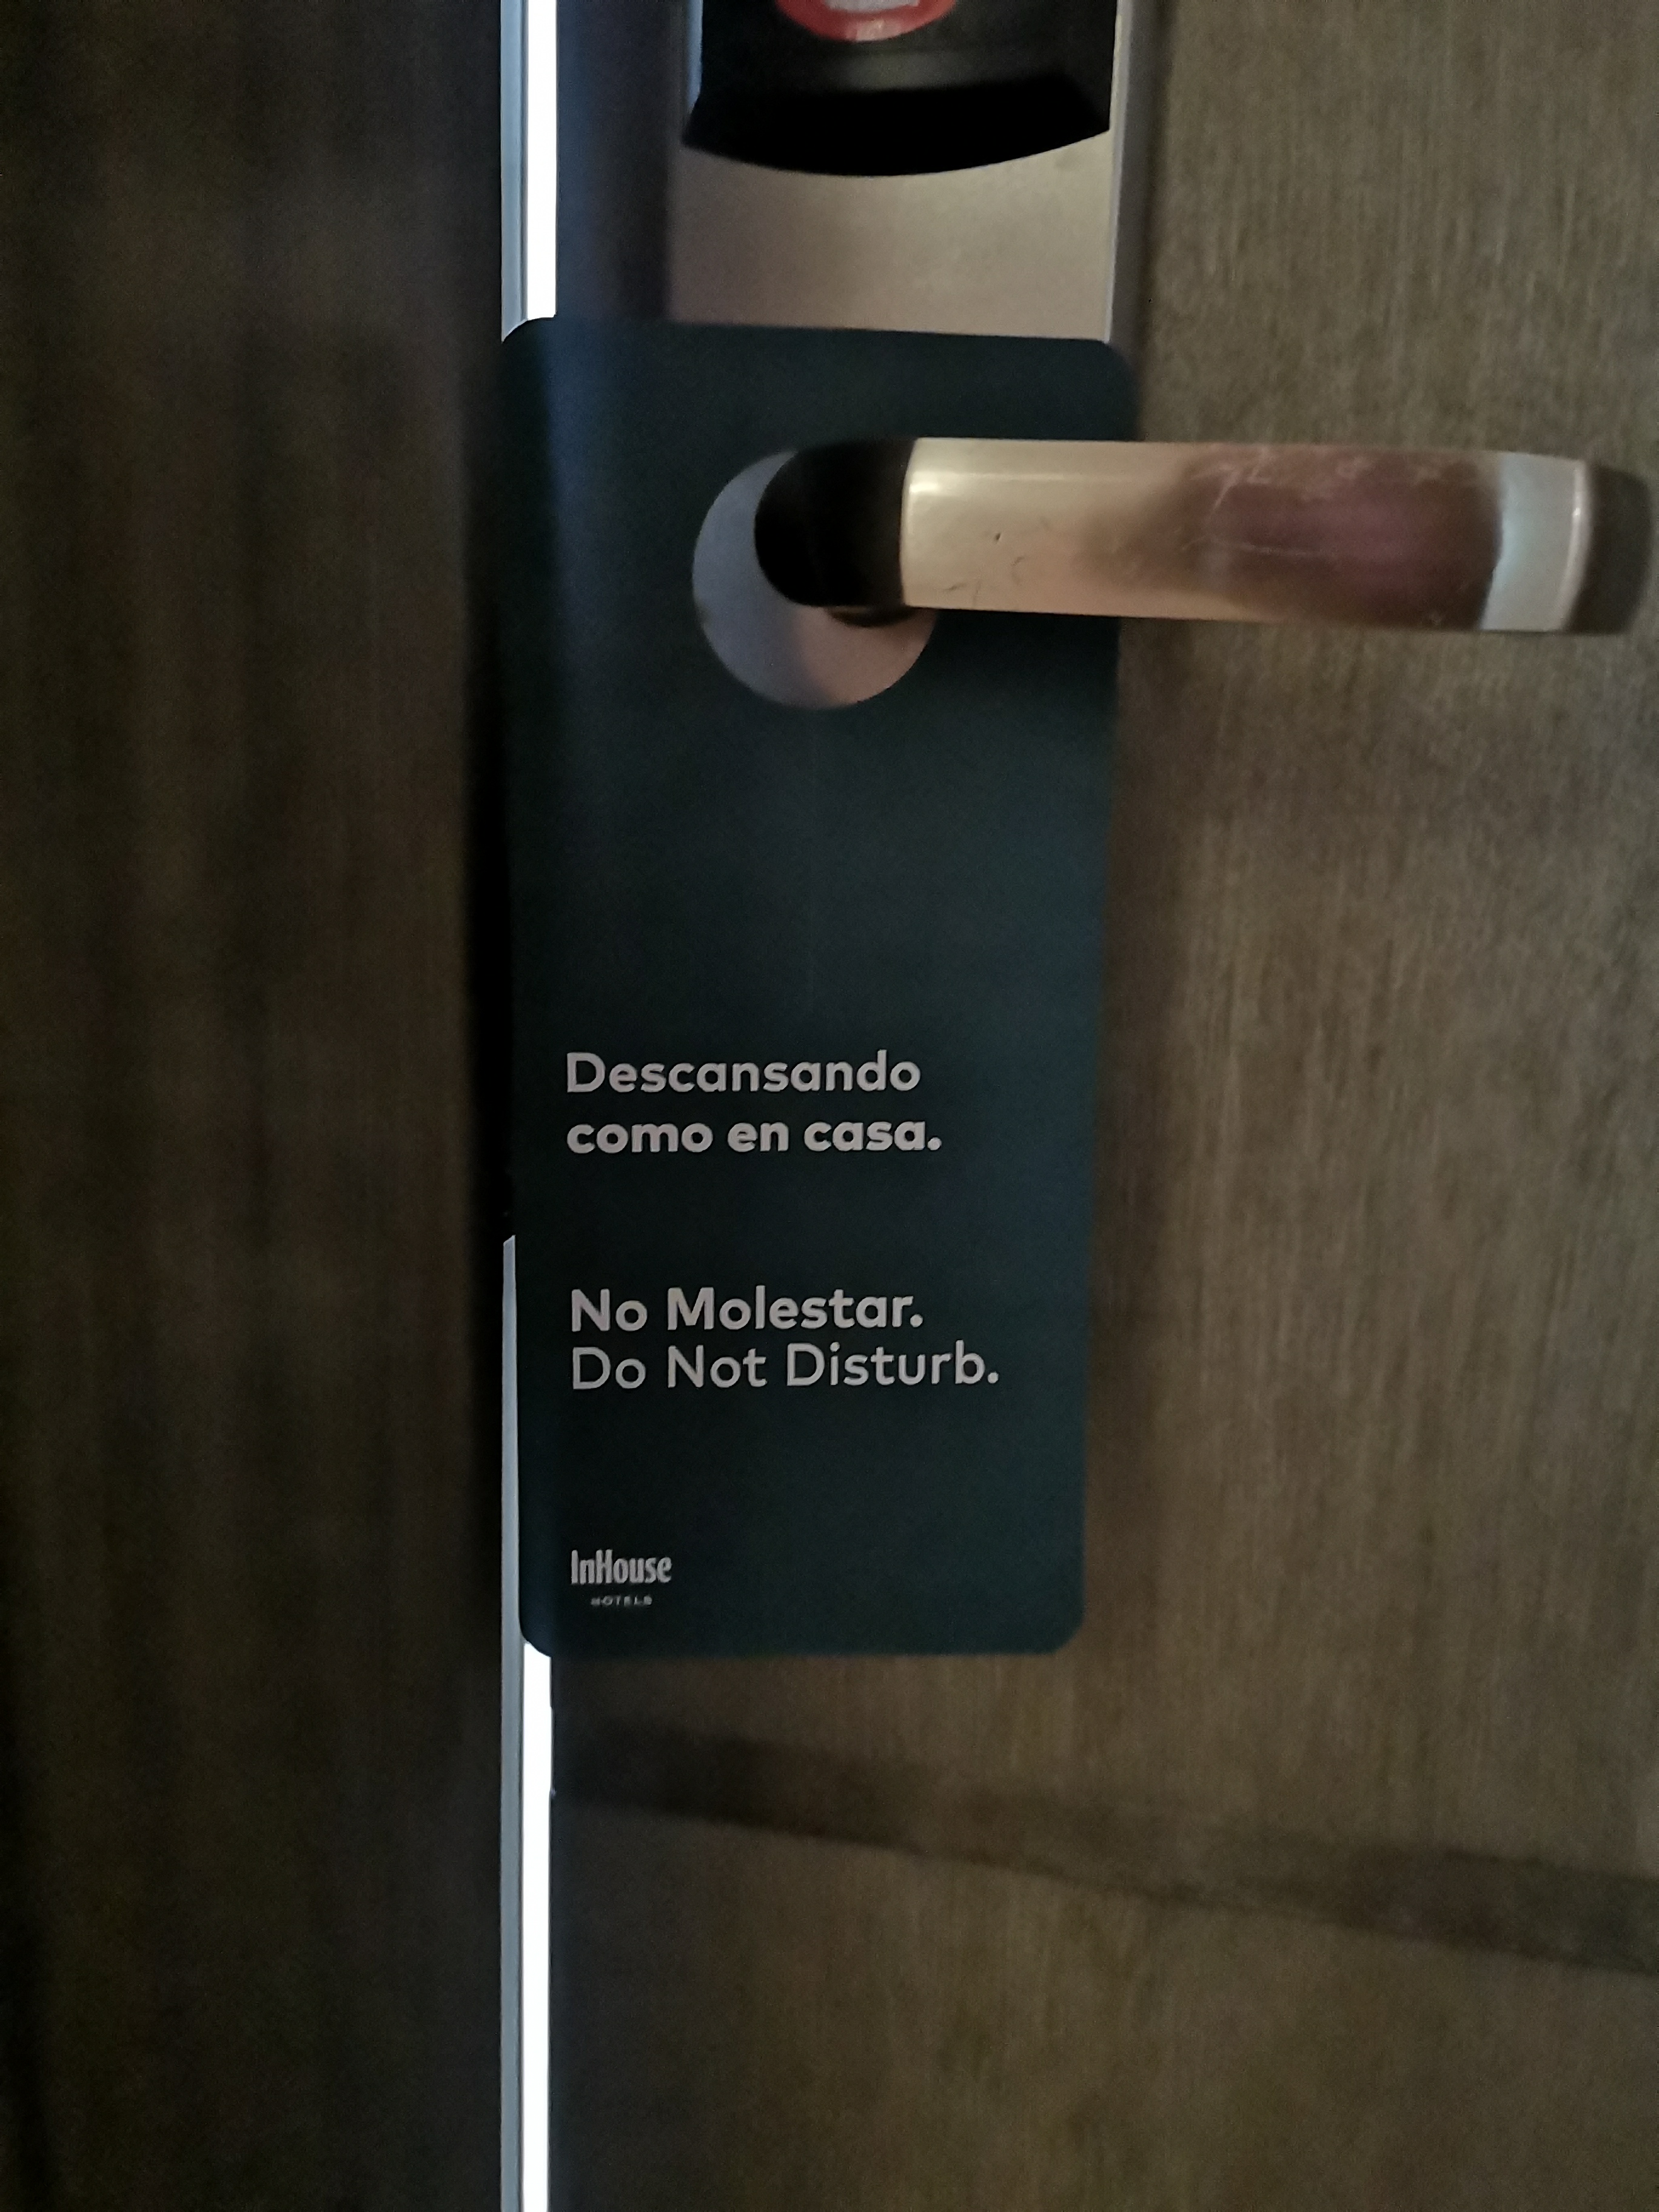 Descansando
como en casa.
No Molestar.
Do Not Disturb.
InHouse
HOTELS